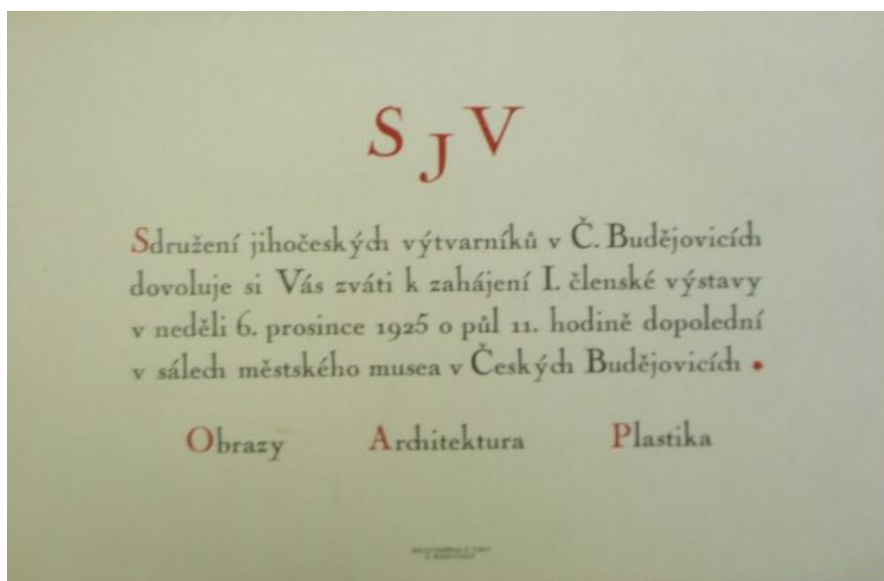 S J V
Sdružení jihočeských výtvarníků v Č. Budějovicích
dovoluje si Vás zváti k zahájení I. členské výstavy
v neděli 6. prosince 1925 o půl 11. hodině dopolední
v sálech městského musea v Českých Budějovicích •
Obrazy Architektura Plastika